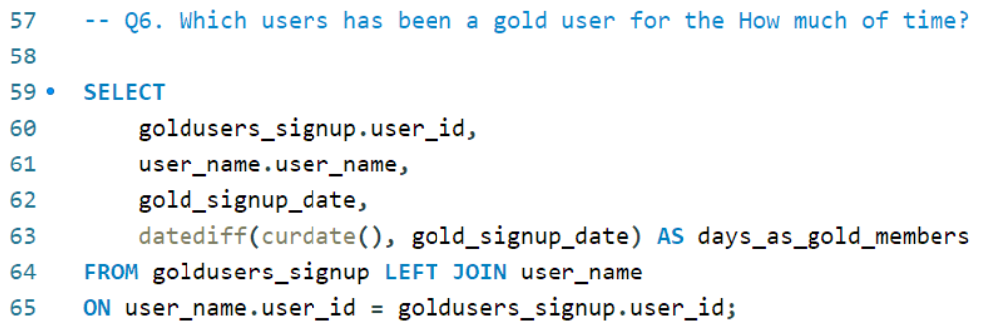 57 -- Q6. Which users has been a gold user for the How much of time?
58
59 • SELECT
60 goldusers_signup.user_id,
61 user_name.user_name,
62 gold_signup_date,
63 datediff(curdate(), gold_signup_date) AS days_as_gold_members
64 FROM goldusers_signup LEFT JOIN user_name
65 ON user_name.user_id = goldusers_signup.user_id;